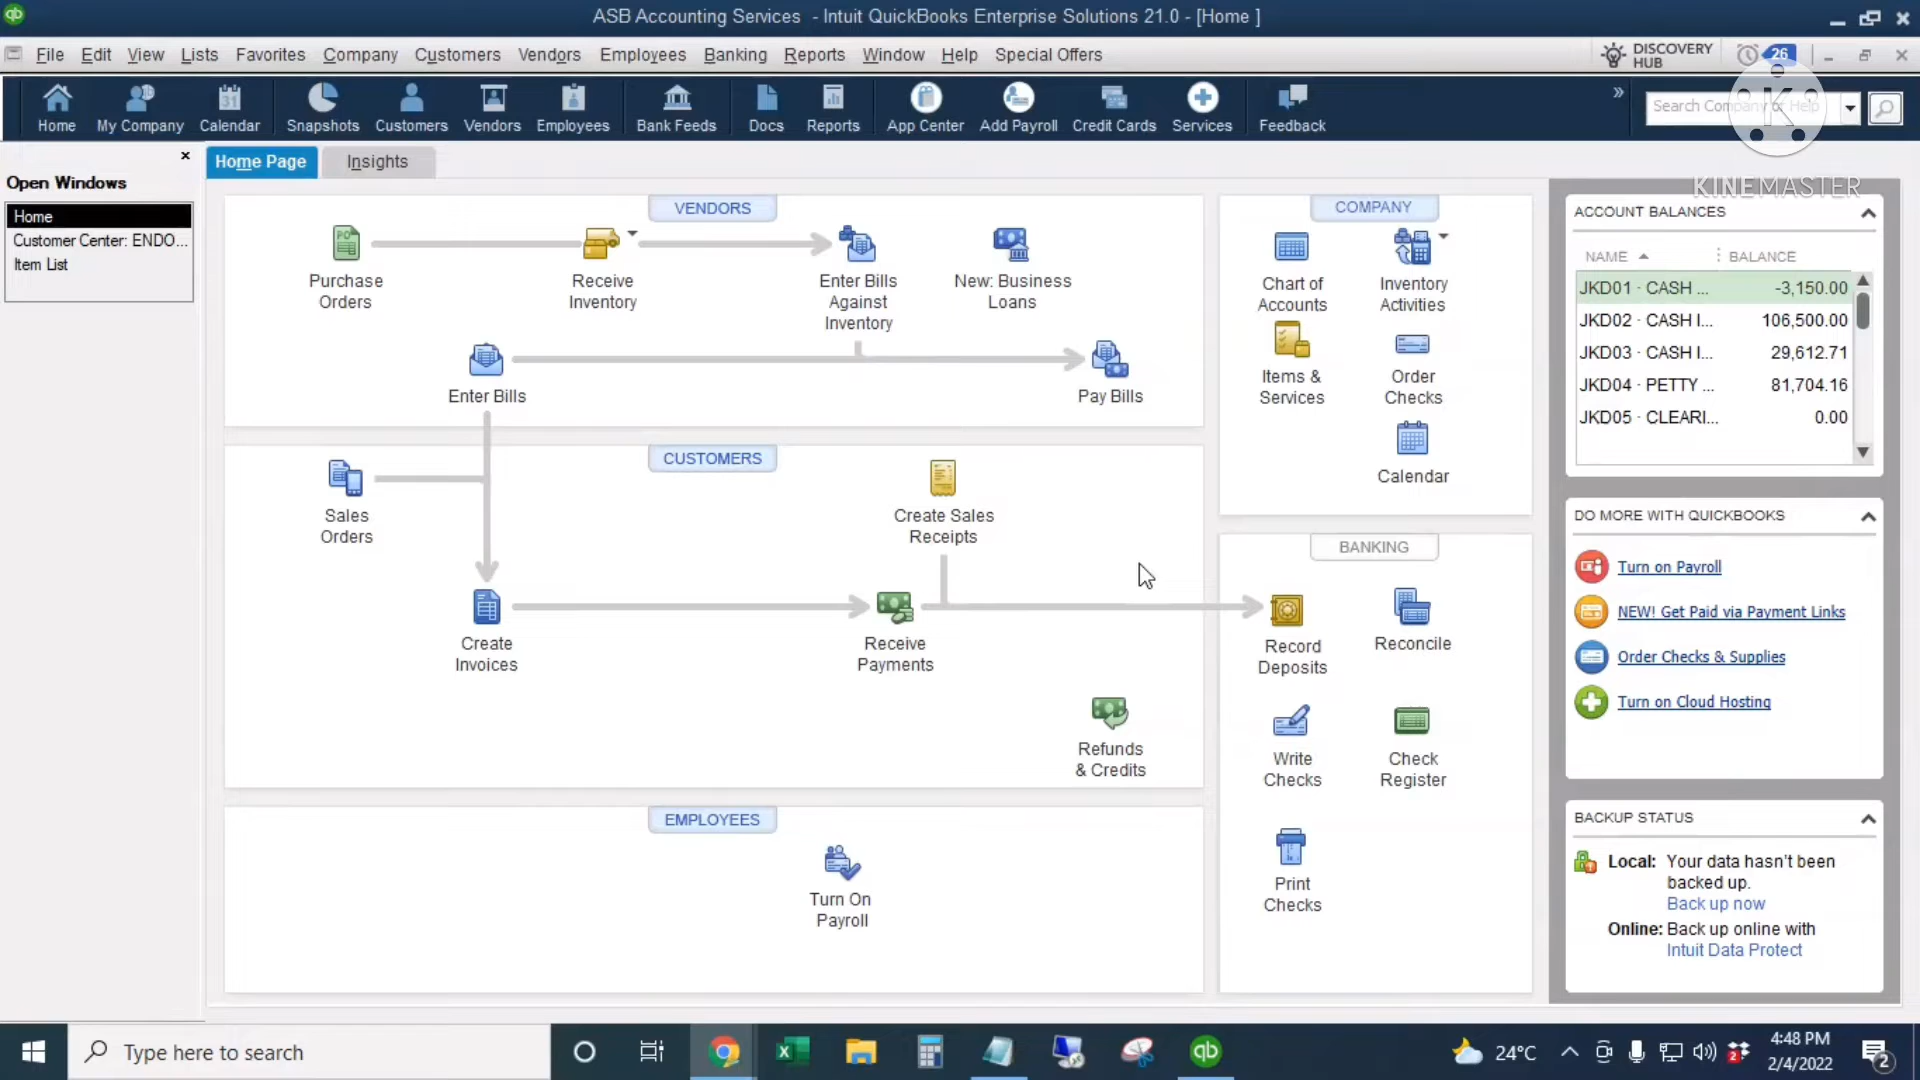 ASB Accounting Services - Intuit QuickBooks Enterprise Solutions 21.0 - [Home ]
File Edit View Lists Favorites Company Customers Vendors Employees Banking Reports Window Help Special Offers
DISCOVERY
HUB
26
Home My Company Calendar Snapshots Customers Vendors Employees Bank Feeds Docs Reports App Center Add Payroll Credit Cards Services Feedback
Search Company or Help
K
KINEMASTER
Open Windows
Home
Customer Center: ENDO...
Item List
Home Page
Insights
VENDORS
Purchase
Orders
Receive
Inventory
Enter Bills
Against
Inventory
New: Business
Loans
Enter Bills
Pay Bills
CUSTOMERS
Sales
Orders
Create Sales
Receipts
Create
Invoices
Receive
Payments
Refunds
& Credits
EMPLOYEES
Turn On
Payroll
COMPANY
Chart of
Accounts
Inventory
Activities
Items &
Services
Order
Checks
Calendar
BANKING
Record
Deposits
Reconcile
Write
Checks
Check
Register
Print
Checks
ACCOUNT BALANCES
NAME BALANCE
JKD01 · CASH ... -3,150.00
JKD02 · CASH I... 106,500.00
JKD03 · CASH I... 29,612.71
JKD04 · PETTY ... 81,704.16
JKD05 · CLEARI... 0.00
DO MORE WITH QUICKBOOKS
Turn on Payroll
NEW! Get Paid via Payment Links
Order Checks & Supplies
Turn on Cloud Hosting
BACKUP STATUS
Local: Your data hasn't been
backed up.
Back up now
Online: Back up online with
Intuit Data Protect
Type here to search
24°C
4:48 PM
2/4/2022
2